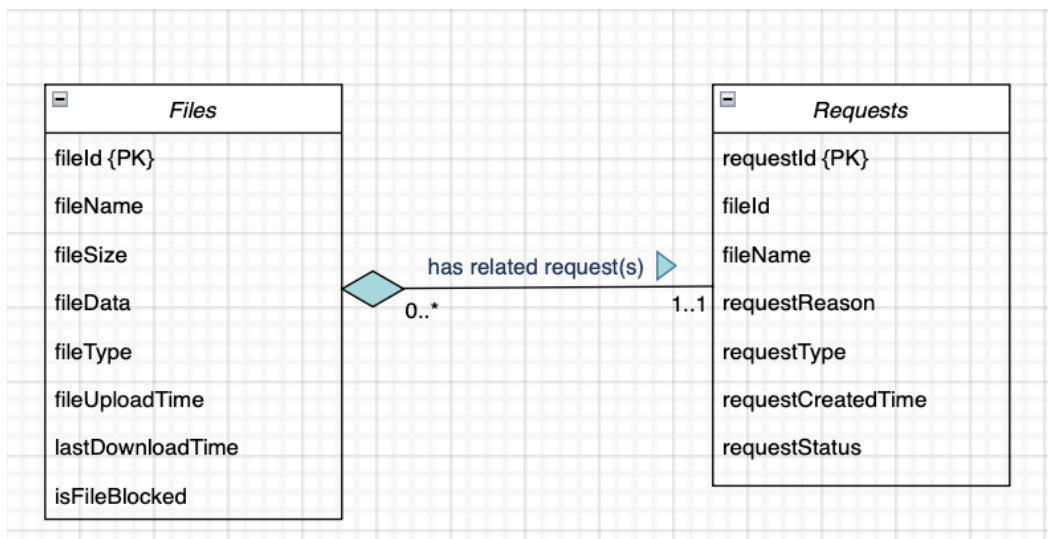 Files
fileId {PK}
fileName
fileSize
fileData
fileType
fileUploadTime
lastDownloadTime
isFileBlocked
has related request(s)
0..*
1..1
Requests
requestId {PK}
fileId
fileName
requestReason
requestType
requestCreatedTime
requestStatus